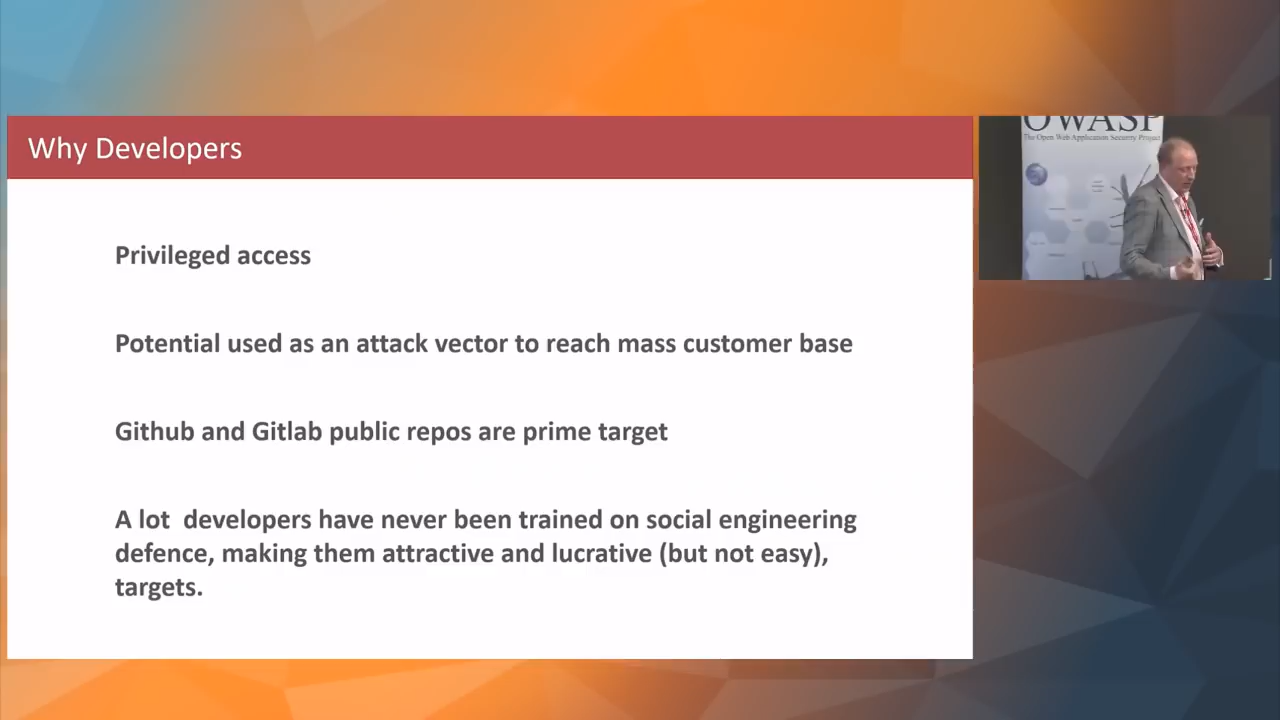 Why Developers
Privileged access
Potential used as an attack vector to reach mass customer base
Github and Gitlab public repos are prime target
A lot  developers have never been trained on social engineering
defence, making them attractive and lucrative (but not easy),
targets.
OWASP
The Open Web Application Security Project